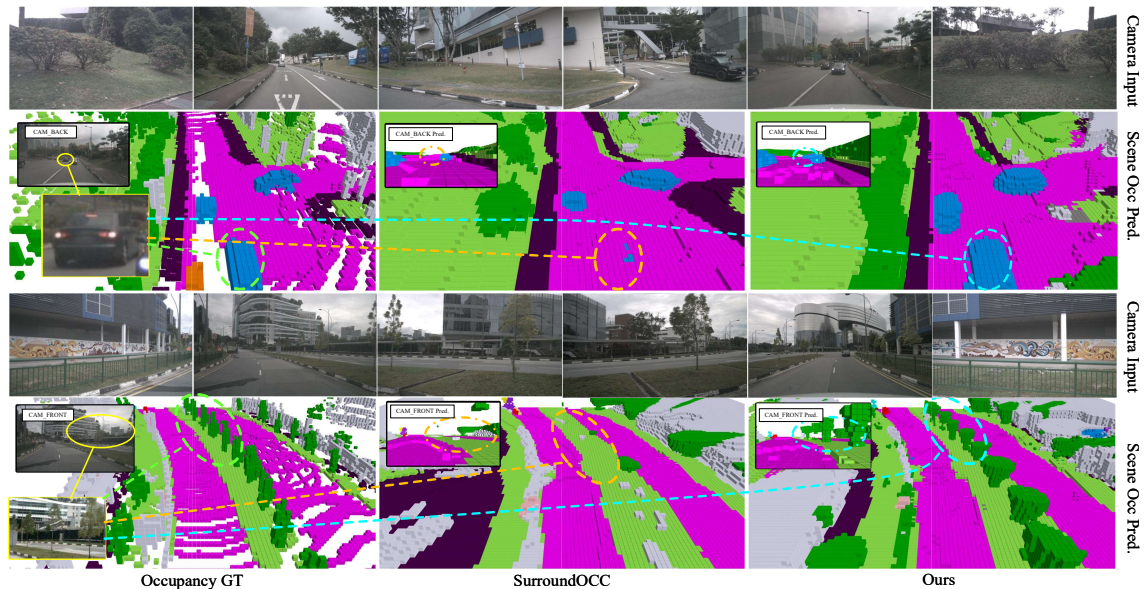 Camera Input
CAM_BACK
CAM_BACK Pred.
CAM_BACK Pred.
Scene Occ Pred.
Camera Input
CAM_FRONT
CAM_FRONT Pred.
CAM_FRONT Pred.
Scene Occ Pred.
Occupancy GT
SurroundOCC
Ours